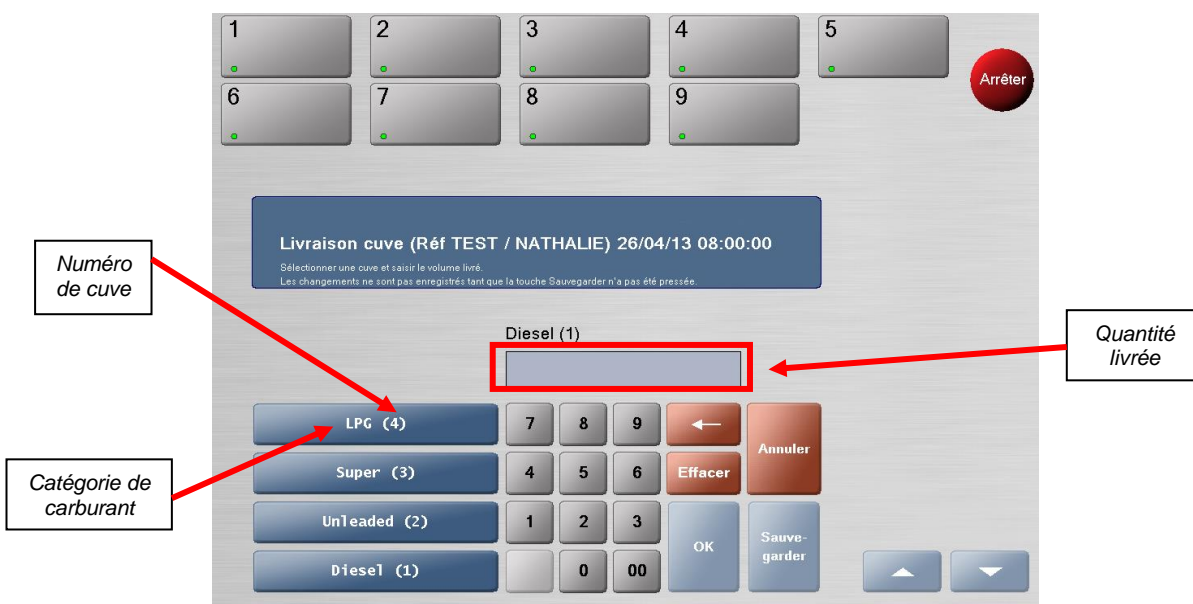 1 2 3 4 5
Arrêter
6 7 8 9
Livraison cuve (Réf TEST / NATHALIE) 26/04/13 08:00:00
Sélectionner une cuve et saisir le volume livré.
Les changements ne sont pas enregistrés tant que la touche Sauvegarder n'a pas été pressée.
Numéro
de cuve
Diesel (1)
Quantité
livrée
LPG (4) 7 8 9
Annuler
Super (3) 4 5 6 Effacer
Catégorie de
carburant
Unleaded (2) 1 2 3
OK
Sauve-
garder
Diesel (1) 0 00